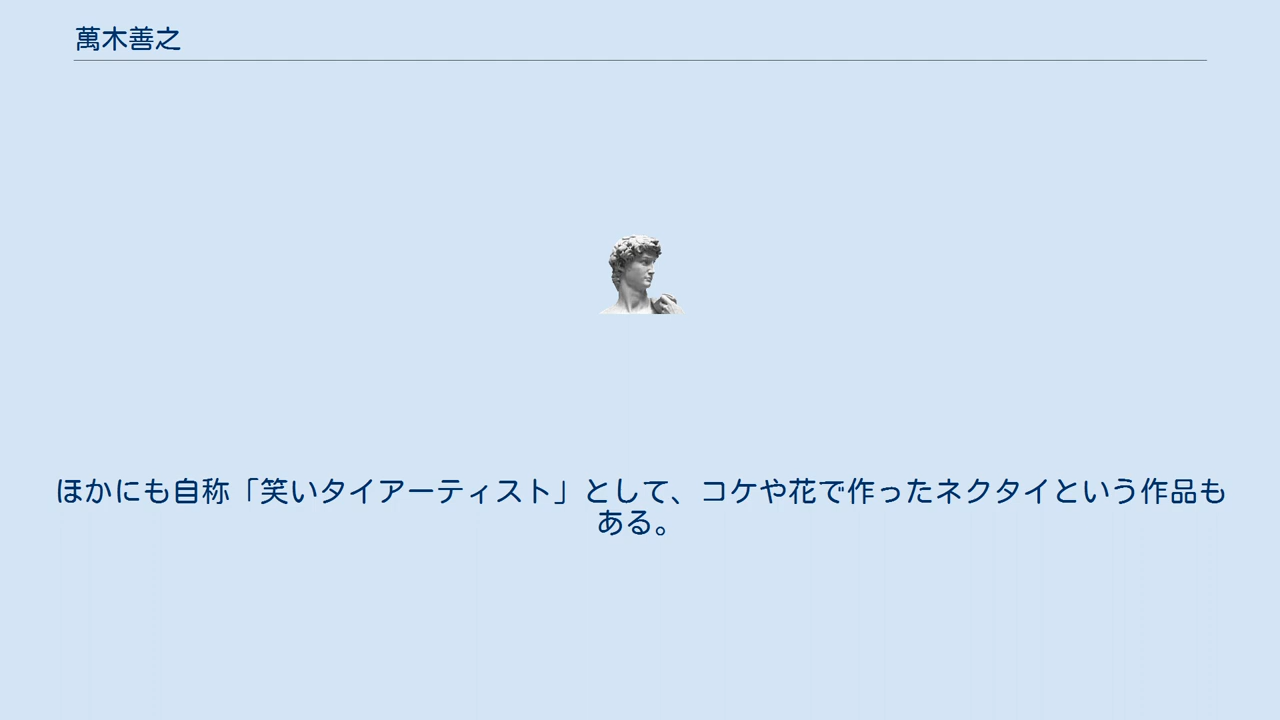 萬木善之
ほかにも自称「笑いタイアーティスト」として、コケや花で作ったネクタイという作品も
ある。